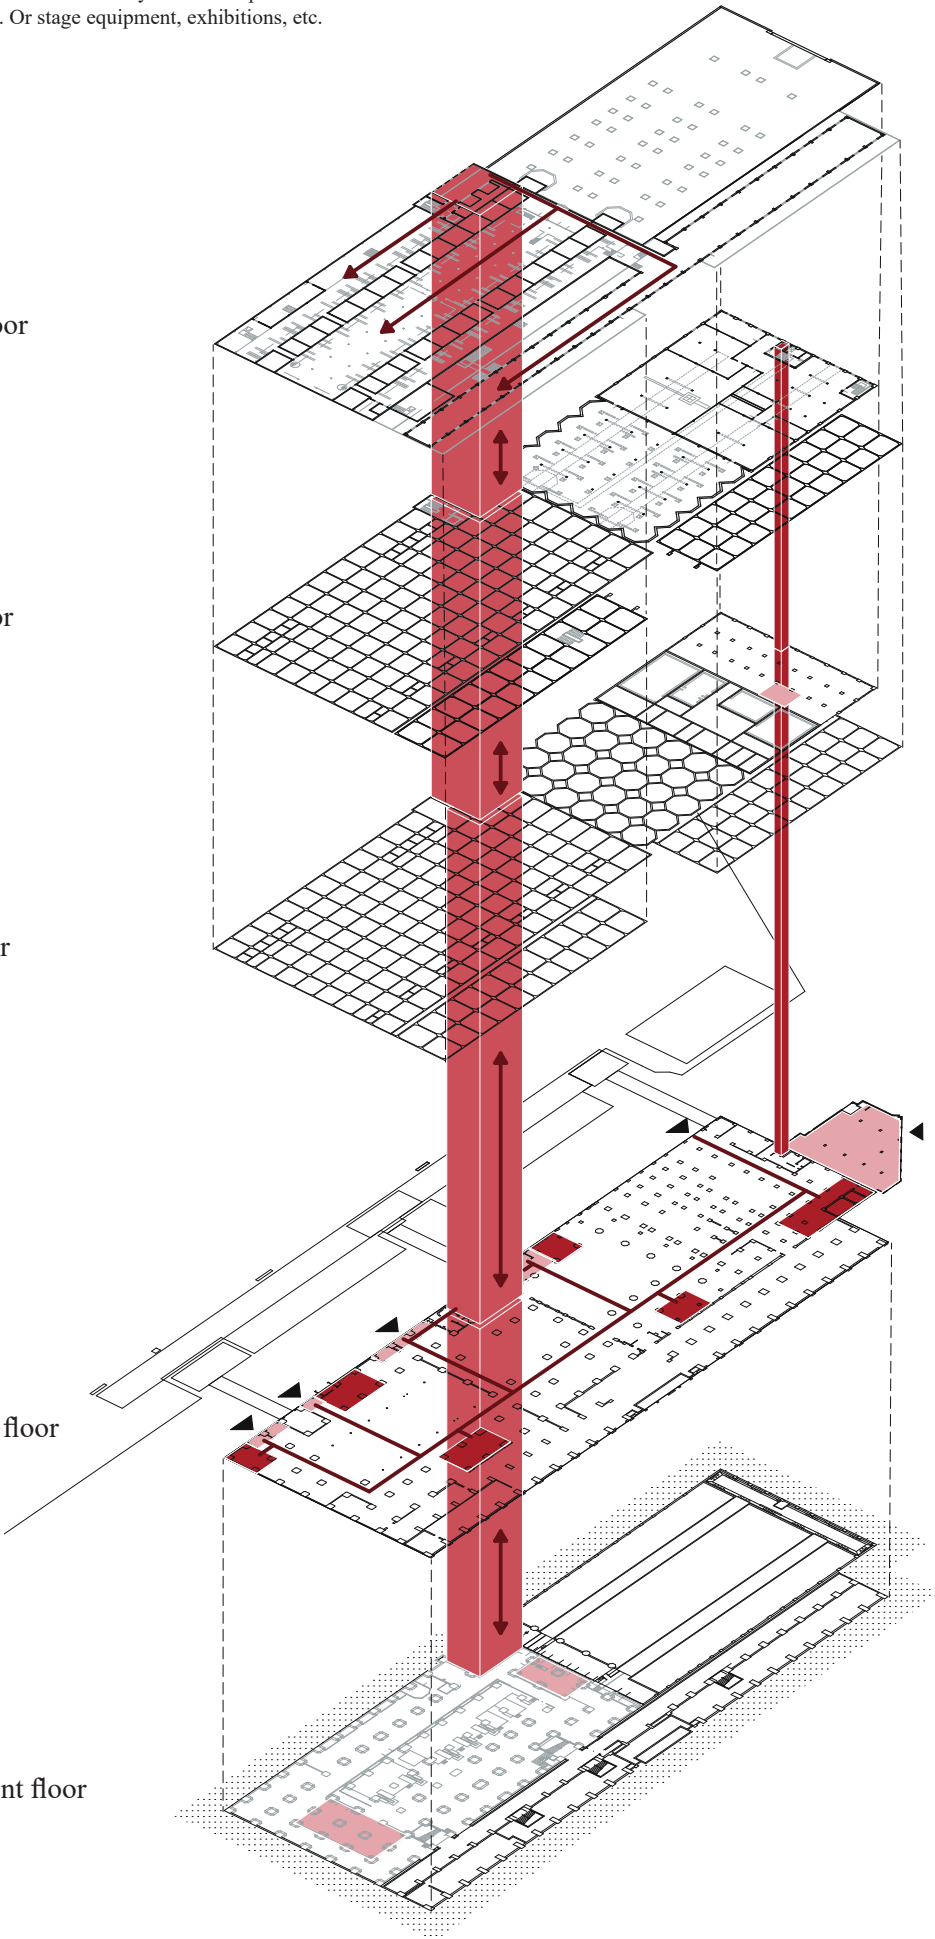 . Or stage equipment, exhibitions, etc.
oor
or
r
floor
nt floor